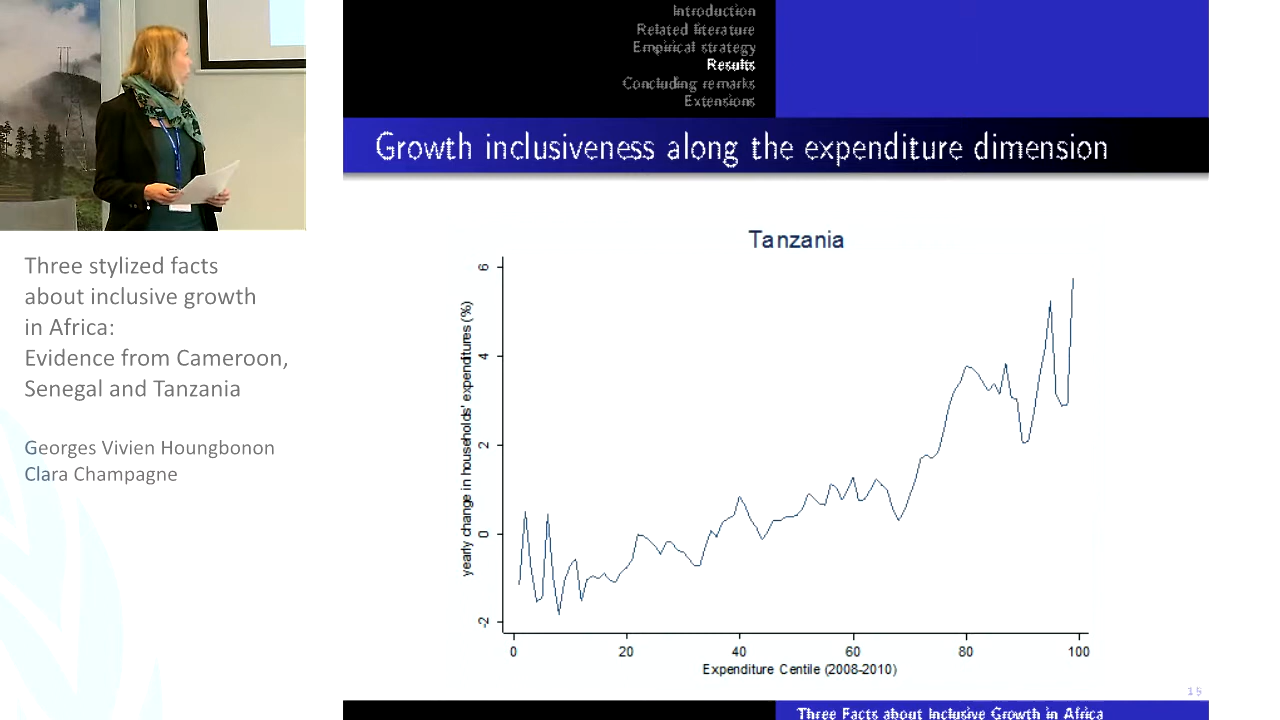 Introduction
Related literature
Empirical strategy
Results
Concluding remarks
Extensions
Growth inclusiveness along the expenditure dimension
Three stylized facts
about inclusive growth
in Africa:
Evidence from Cameroon,
Senegal and Tanzania
Georges Vivien Houngbonon
Clara Champagne
Tanzania
yearly change in households' expenditures (%)
6
4
2
0
-2
0 20 40 60 80 100
Expenditure Centile (2008-2010)
15
Three Facts about Inclusive Growth in Africa